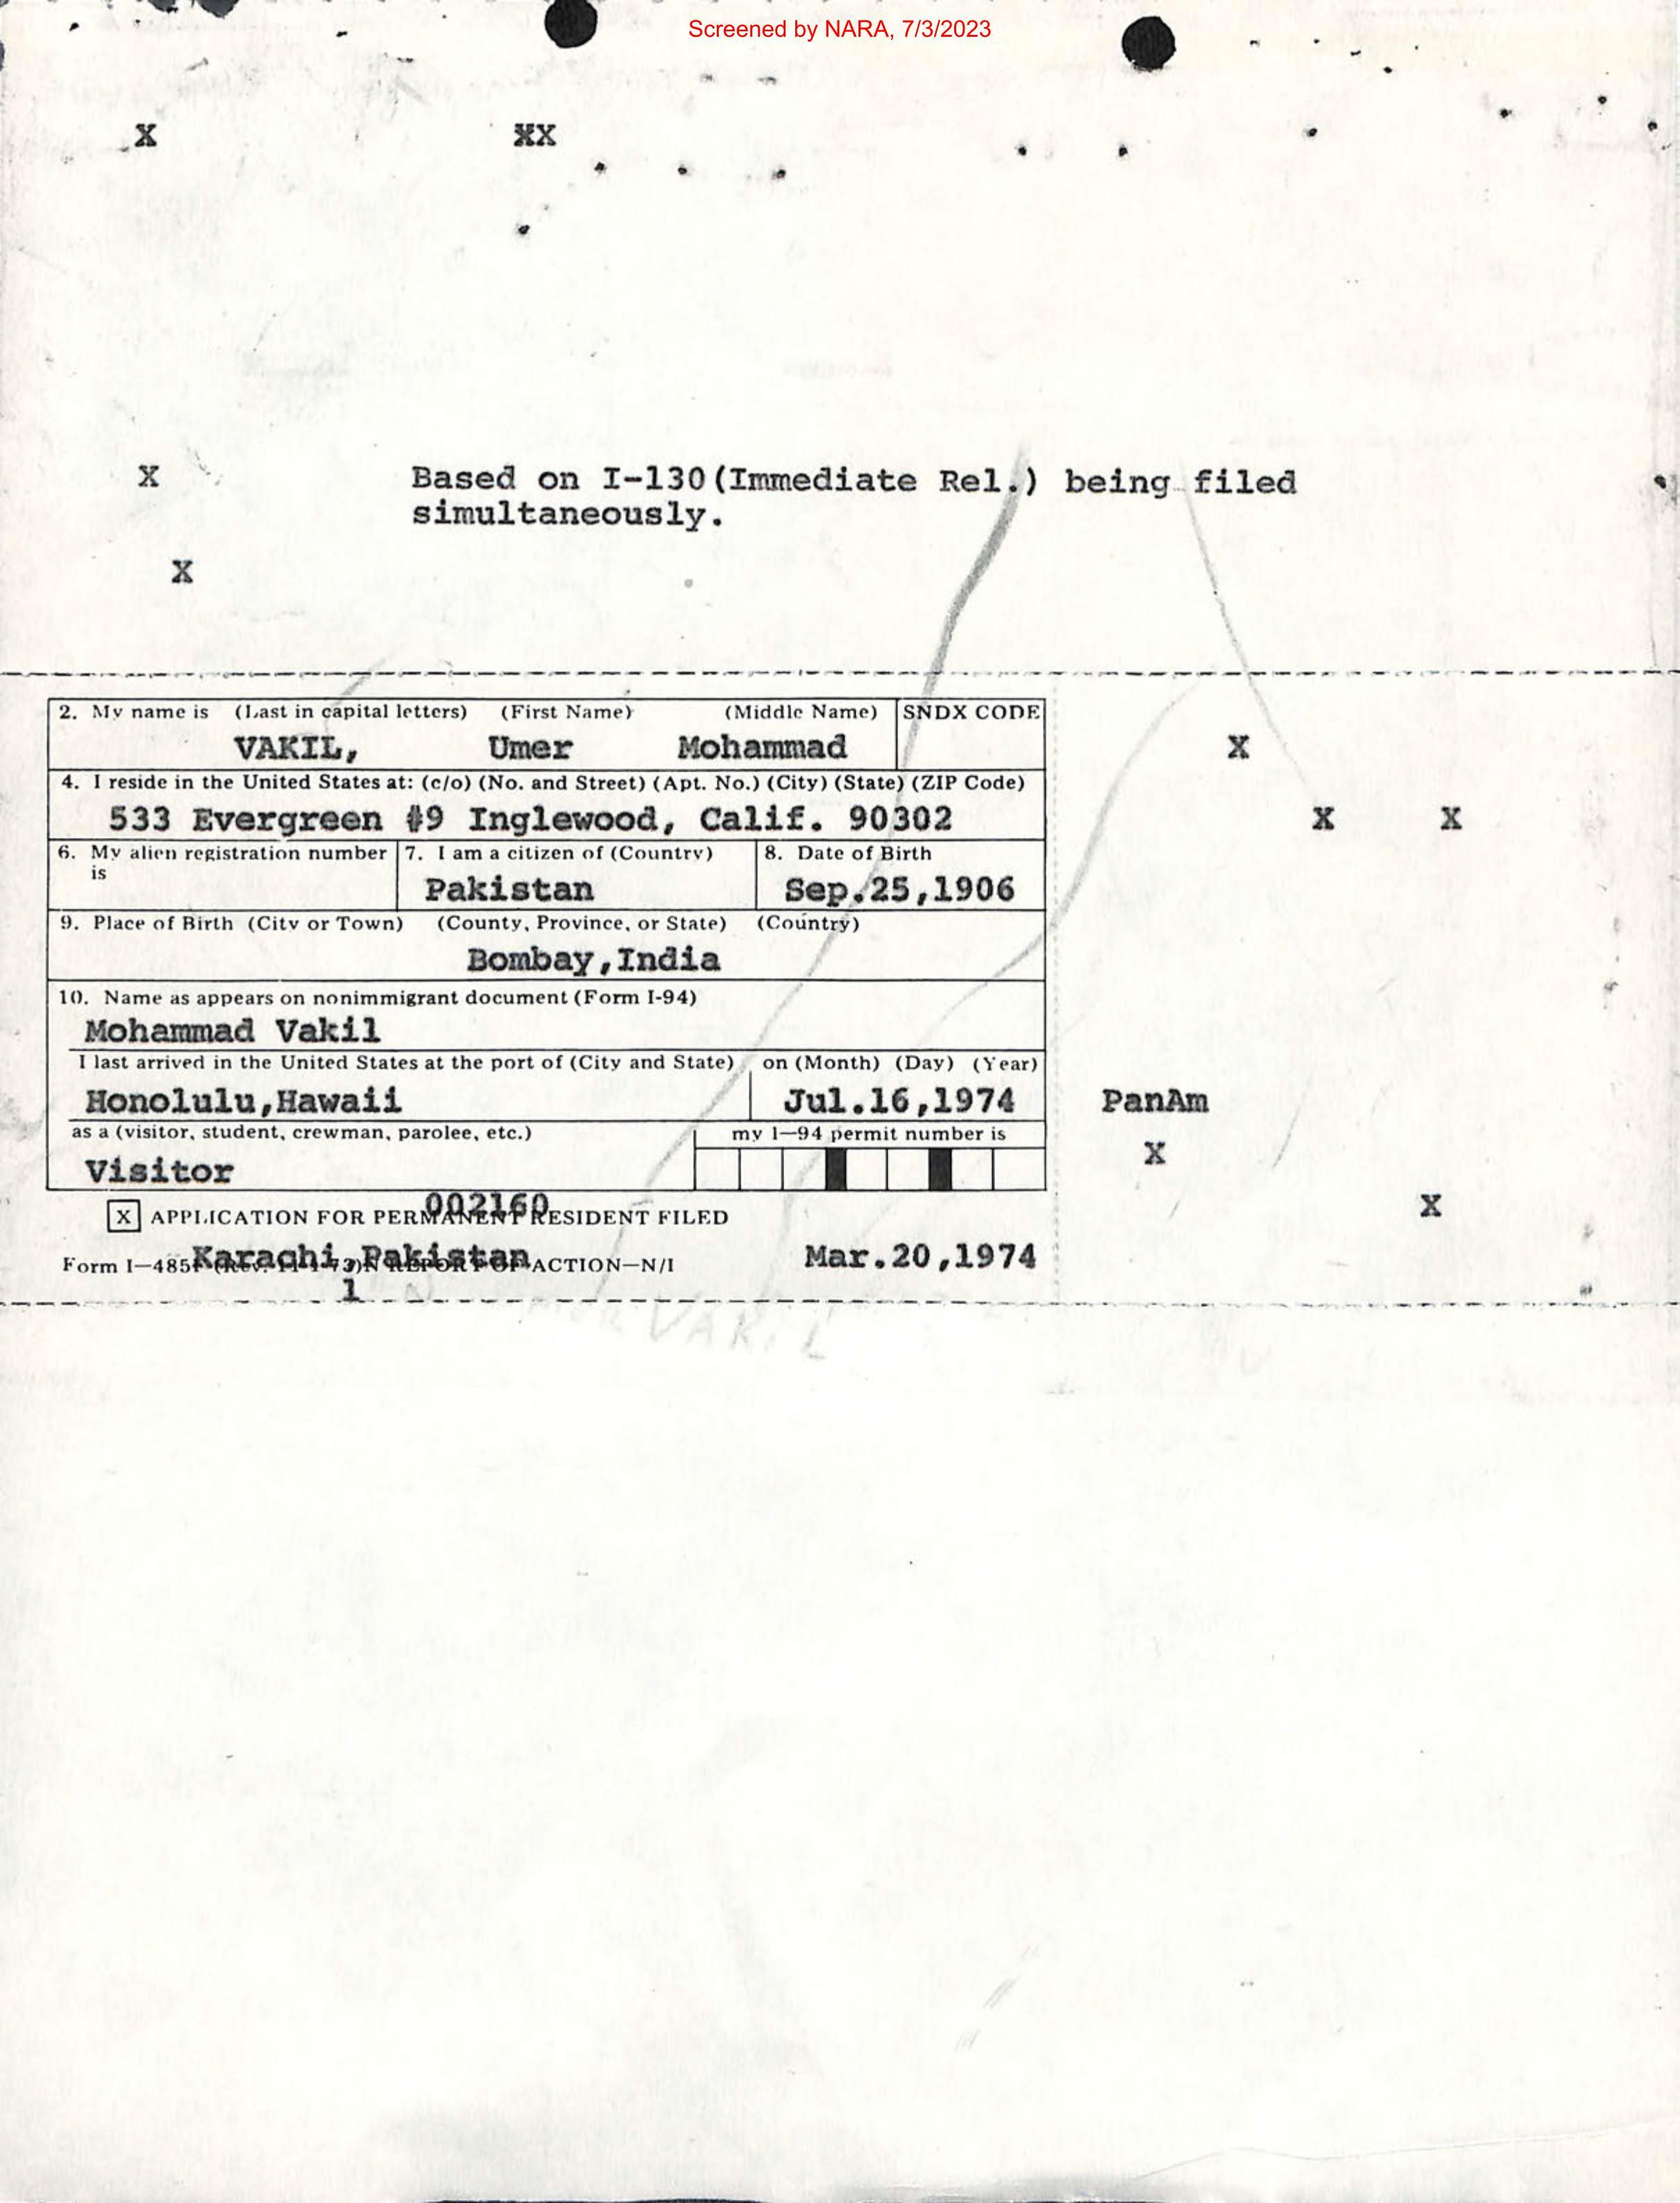 Screened by NARA, 7/3/2023
X XX
X Based on I-130(Immediate Rel.) being filed
simultaneously.
X
2. My name is (Last in capital letters) (First Name) (Middle Name) SNDX CODE
VAKIL, Umer Mohammad X
4. I reside in the United States at: (c/o) (No. and Street) (Apt. No.) (City) (State) (ZIP Code)
533 Evergreen #9 Inglewood, Calif. 90302 X X
6. My alien registration number 7. I am a citizen of (Country) 8. Date of Birth
is
Pakistan Sep.25,1906
9. Place of Birth (City or Town) (County, Province, or State) (Country)
Bombay,India
10. Name as appears on nonimmigrant document (Form I-94)
Mohammad Vakil
I last arrived in the United States at the port of (City and State) on (Month) (Day) (Year)
Honolulu,Hawaii Jul.16,1974 PanAm
as a (visitor, student, crewman, parolee, etc.) my I-94 permit number is
X
Visitor
002160 X
X APPLICATION FOR PERMANENT RESIDENT FILED
Karachi,Pakistan Mar.20,1974
Form I-485F REPORT OF ACTION-N/I
1
VAKIL